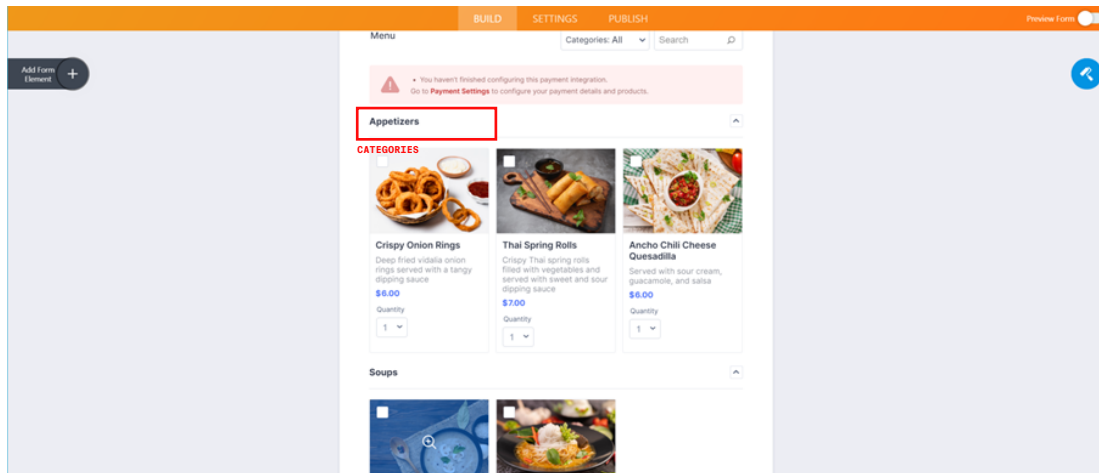 BUILD
SETTINGS
PUBLISH
Preview Form
Add Form
Element
Menu
Categories: All
Search
• You haven't finished configuring this payment integration.
Go to Payment Settings to configure your payment details and products.
Appetizers
CATEGORIES
Crispy Onion Rings
Deep fried vidalia onion
rings served with a tangy
dipping sauce
$6.00
Quantity
1
Thai Spring Rolls
Crispy Thai spring rolls
filled with vegetables and
served with sweet and sour
dipping sauce
$7.00
Quantity
1
Ancho Chili Cheese
Quesadilla
Served with sour cream,
guacamole, and salsa
$6.00
Quantity
1
Soups